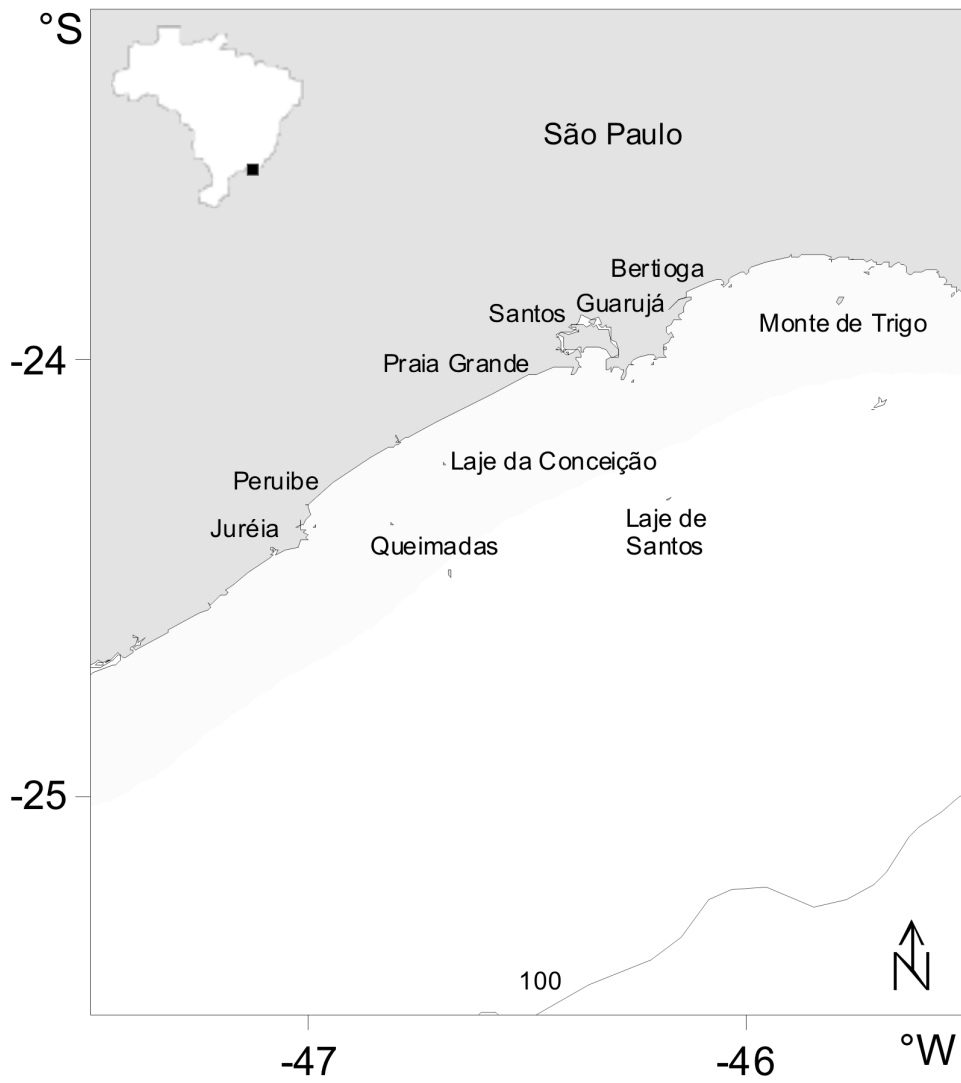 °S
São Paulo
Bertioga
Guarujá
Santos
Monte de Trigo
-24
Praia Grande
Laje da Conceição
Peruibe
Laje de
Santos
Juréia
Queimadas
-25
100
N
-47
-46
°W